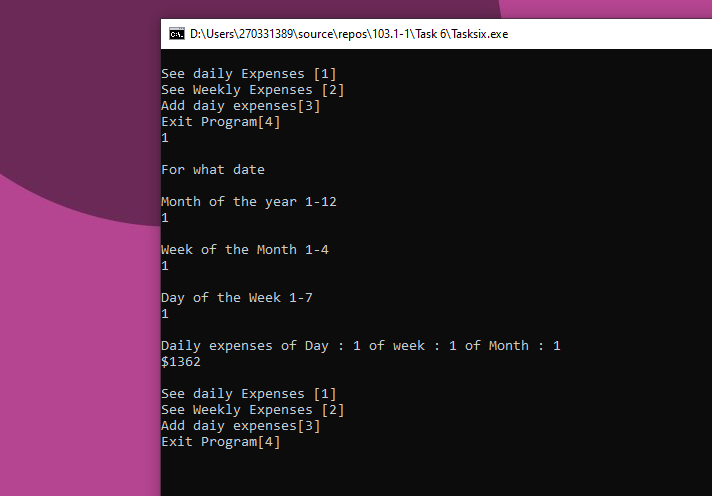 D:\Users\270331389\source\repos\103.1-1\Task 6\Tasksix.exe
See daily Expenses [1]
See Weekly Expenses [2]
Add daiy expenses[3]
Exit Program[4]
1
For what date
Month of the year 1-12
1
Week of the Month 1-4
1
Day of the Week 1-7
1
Daily expenses of Day : 1 of week : 1 of Month : 1
$1362
See daily Expenses [1]
See Weekly Expenses [2]
Add daiy expenses[3]
Exit Program[4]